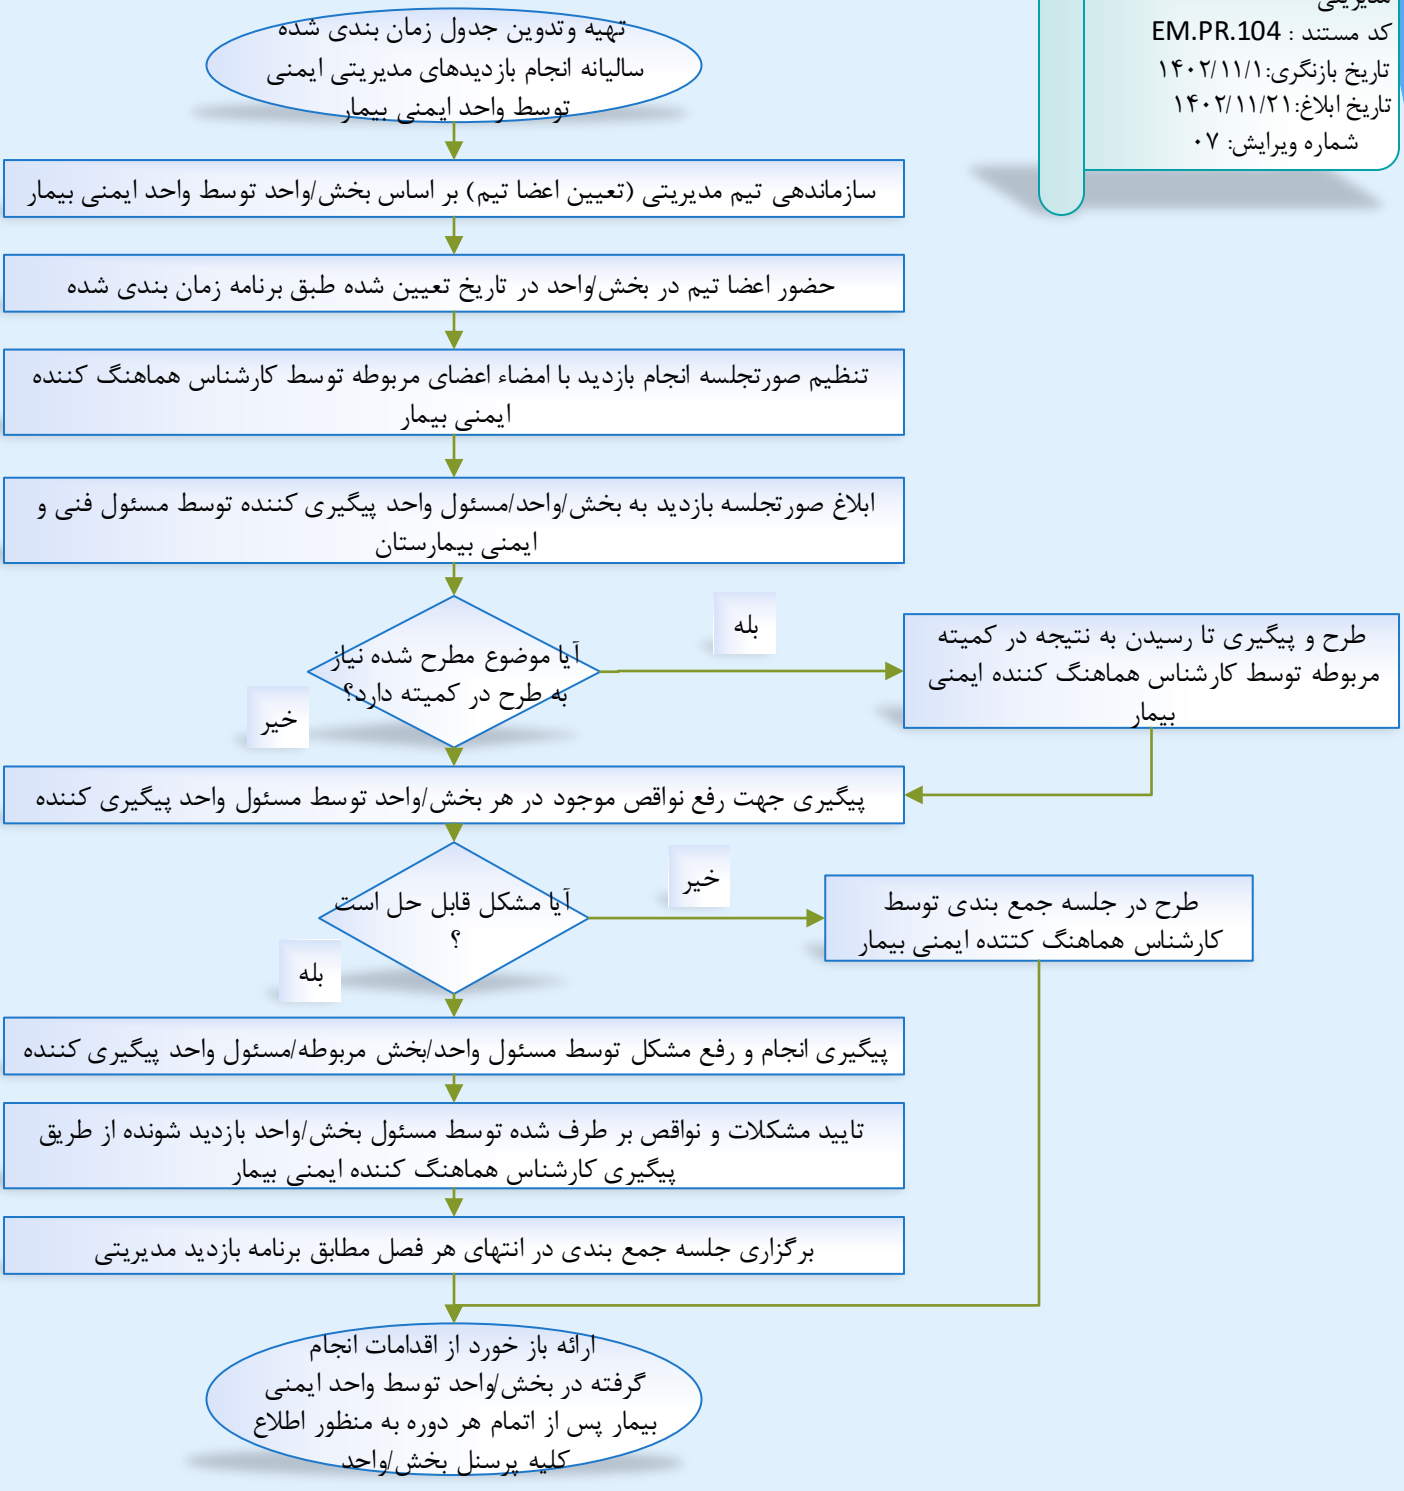 مدیریتی
کد مستند : EM.PR.104
تاریخ بازنگری:۱۴۰۲/۱۱/۱
تاریخ ابلاغ:۱۴۰۲/۱۱/۲۱
شماره ویرایش: ۰۷
تهیه وتدوین جدول زمان بندی شده
سالیانه انجام بازدیدهای مدیریتی ایمنی
توسط واحد ایمنی بیمار
سازماندهی تیم مدیریتی (تعیین اعضا تیم) بر اساس بخش/واحد توسط واحد ایمنی بیمار
حضور اعضا تیم در بخش/واحد در تاریخ تعیین شده طبق برنامه زمان بندی شده
تنظیم صورتجلسه انجام بازدید با امضاء اعضای مربوطه توسط کارشناس هماهنگ کننده
ایمنی بیمار
ابلاغ صورتجلسه بازدید به بخش/واحد/مسئول واحد پیگیری کننده توسط مسئول فنی و
ایمنی بیمارستان
آیا موضوع مطرح شده نیاز
به طرح در کمیته دارد؟
بله
طرح و پیگیری تا رسیدن به نتیجه در کمیته
مربوطه توسط کارشناس هماهنگ کننده ایمنی
بیمار
خیر
پیگیری جهت رفع نواقص موجود در هر بخش/واحد توسط مسئول واحد پیگیری کننده
آیا مشکل قابل حل است
؟
خیر
طرح در جلسه جمع بندی توسط
کارشناس هماهنگ کتتده ایمنی بیمار
بله
پیگیری انجام و رفع مشکل توسط مسئول واحد/بخش مربوطه/مسئول واحد پیگیری کننده
تایید مشکلات و نواقص بر طرف شده توسط مسئول بخش/واحد بازدید شونده از طریق
پیگیری کارشناس هماهنگ کننده ایمنی بیمار
برگزاری جلسه جمع بندی در انتهای هر فصل مطابق برنامه بازدید مدیریتی
ارائه باز خورد از اقدامات انجام
گرفته در بخش/واحد توسط واحد ایمنی
بیمار پس از اتمام هر دوره به منظور اطلاع
کلیه پرسنل بخش/واحد